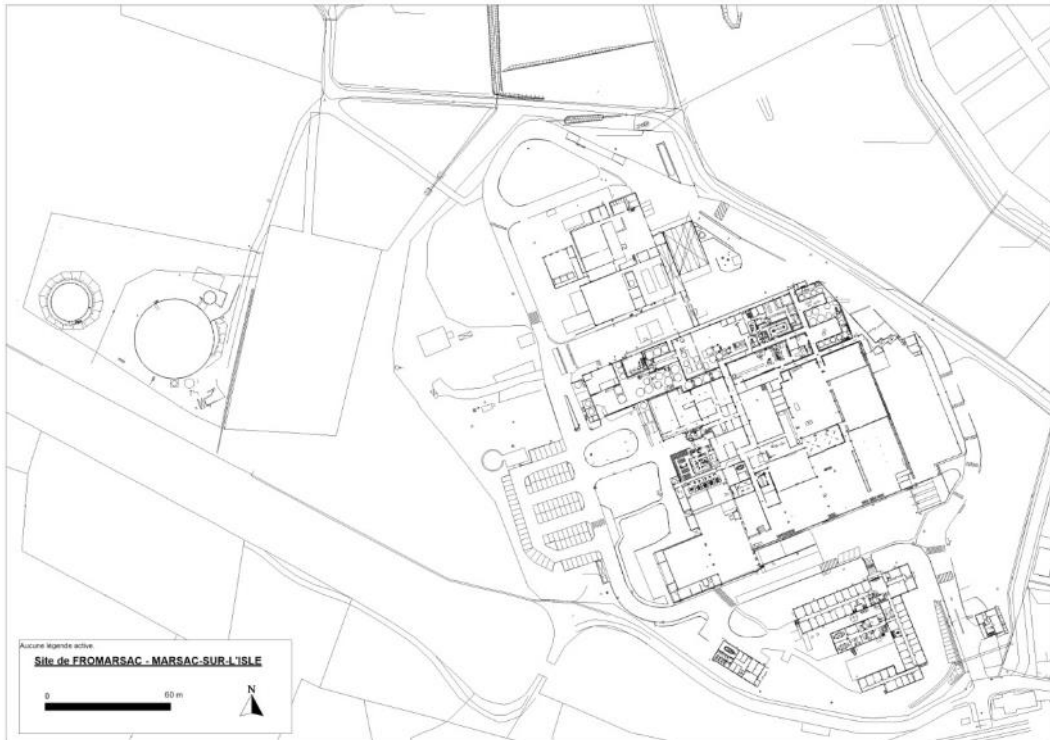 Aucune légende active.
Site de FROMARSAC - MARSAC-SUR-L'ISLE
0 60 m
N